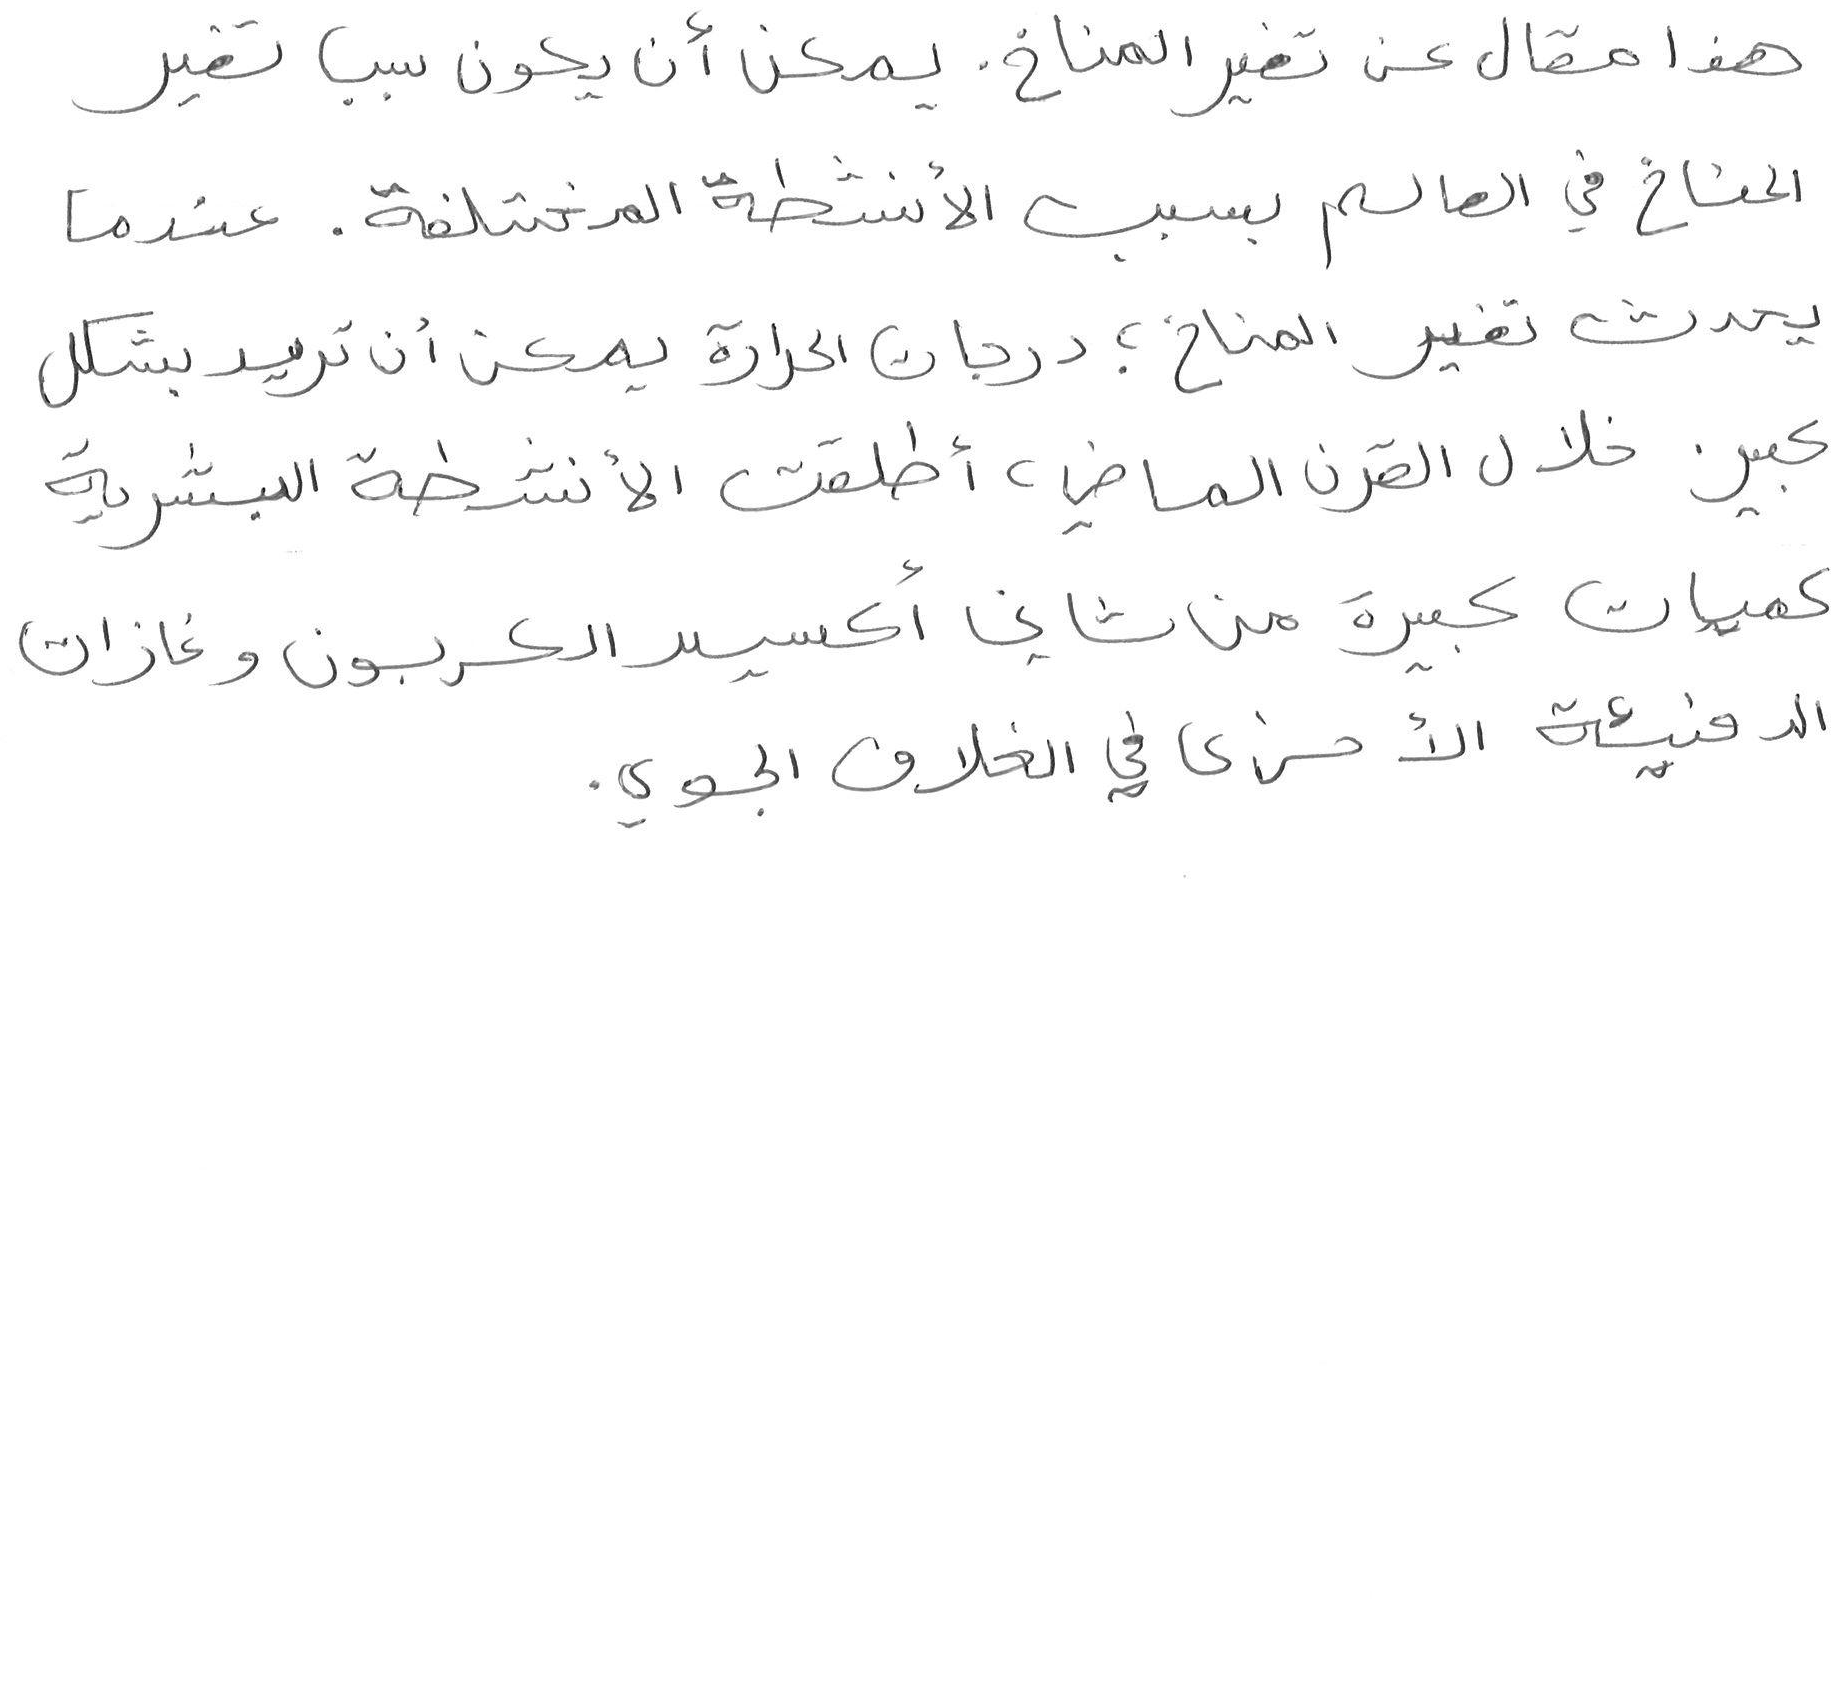 هذا مقال عن تغير المناخ. يمكن أن يكون سبب تغير
المناخ في العالم بسبب الأنشطة المختلفة. عندما
يحدث تغير المناخ؛ درجات الحرارة يمكن أن تزيد بشكل
كبير. خلال القرن الماضي، أطلقت الأنشطة البشرية
كميات كبيرة من ثاني أكسيد الكربون وغازات
الدفيئة الأخرى في الغلاف الجوي.